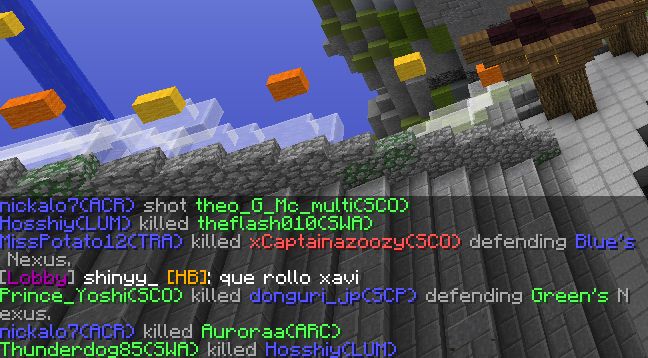 nickalo7(ACR) shot theo_G_Mc_multi(SCO)
Hosshiy(LUM) killed theflash010(SWA)
MissPotato12(TRA) killed xCaptainazoozy(SCO) defending Blue's
Nexus.
[Lobby] shinyy_ [HB]: que rollo xavi
Prince_Yoshi(SCO) killed donguri_jp(SCP) defending Green's N
exus.
nickalo7(ACR) killed Auroraa(ARC)
Thunderdog85(SWA) killed Hosshiy(LUM)